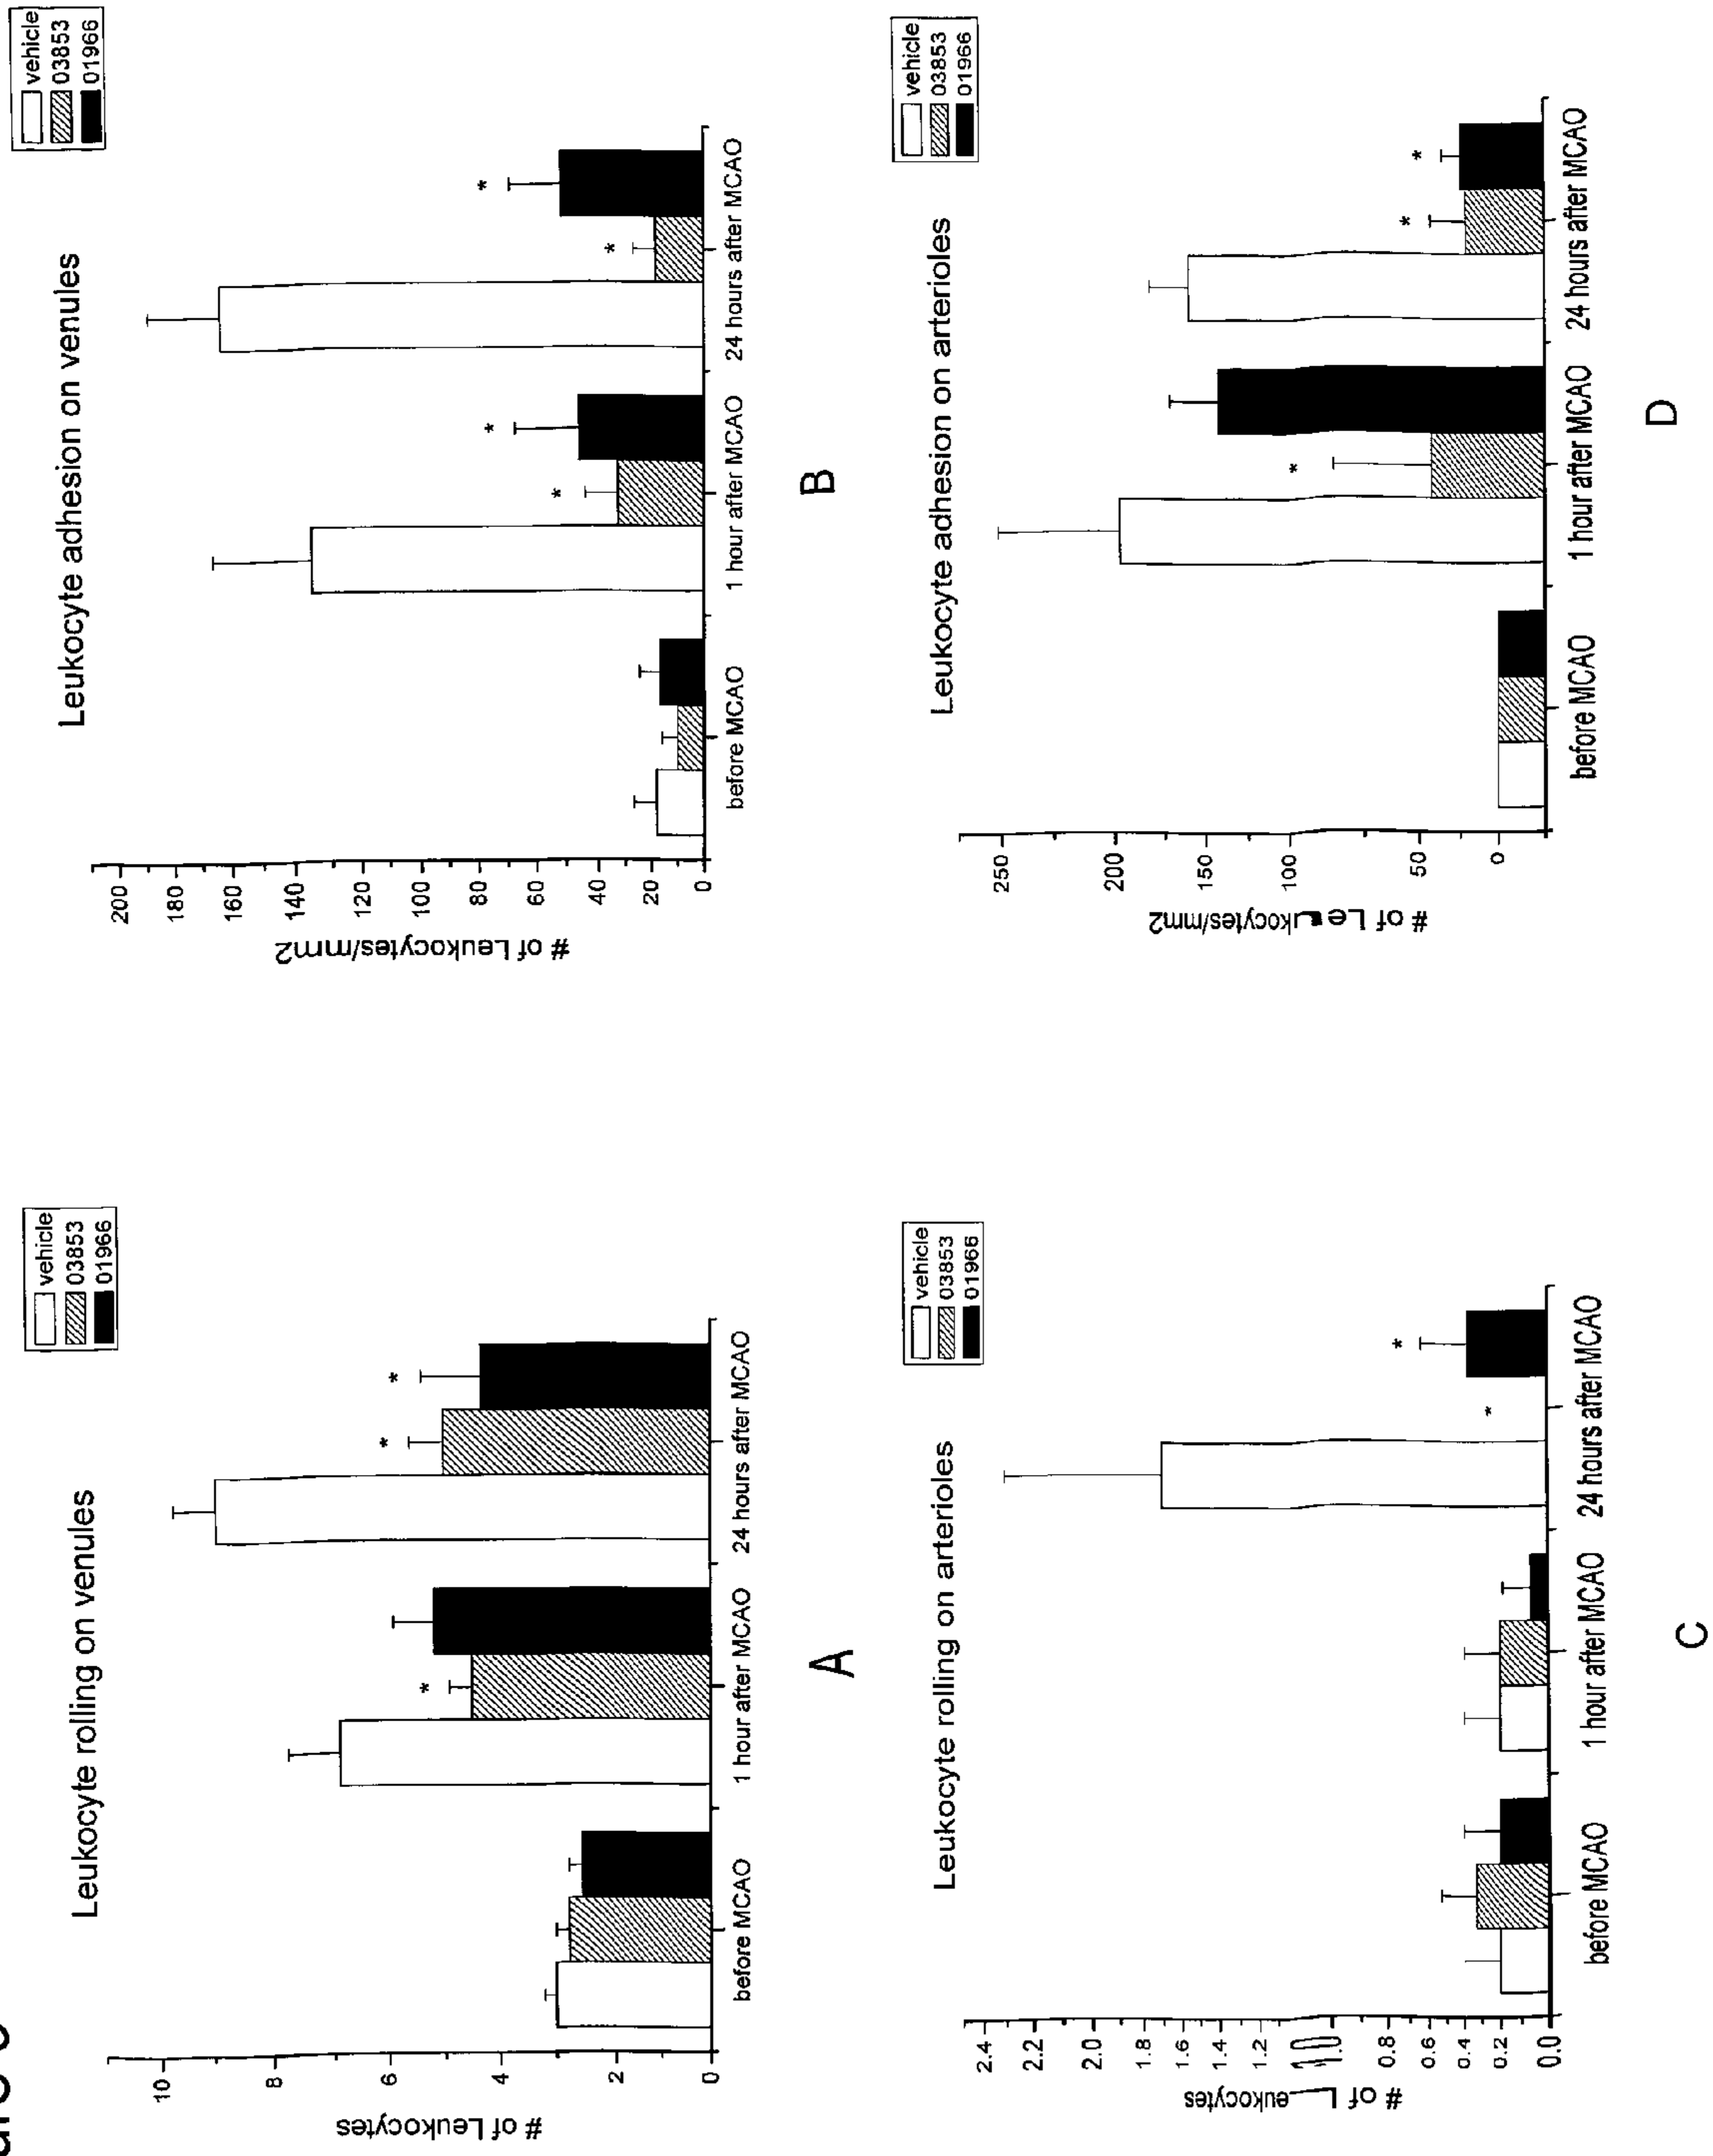 Leukocyte rolling on venules
vehicle
03853
01966
# of Leukocytes
10
8
6
4
2
0
before MCAO
1 hour after MCAO
24 hours after MCAO
*
*
*
A
Leukocyte adhesion on venules
vehicle
03853
01966
# of Leukocytes/mm2
200
180
160
140
120
100
80
60
40
20
0
before MCAO
1 hour after MCAO
24 hours after MCAO
*
*
*
*
B
Leukocyte rolling on arterioles
vehicle
03853
01966
# of Leukocytes
2.4
2.2
2.0
1.6
1.4
1.2
1.0
0.8
0.6
0.4
0.2
0.0
before MCAO
1 hour after MCAO
24 hours after MCAO
*
*
C
Leukocyte adhesion on arterioles
vehicle
03853
01966
# of Leukocytes/mm2
250
200
150
100
50
0
before MCAO
1 hour after MCAO
24 hours after MCAO
*
*
*
D